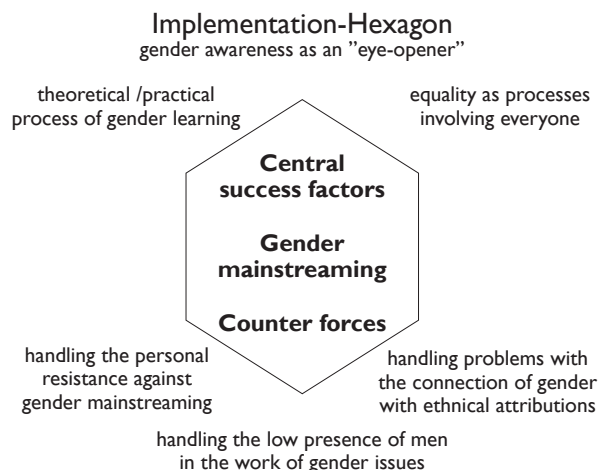 Implementation-Hexagon
gender awareness as an ”eye-opener”
theoretical /practical
process of gender learning
equality as processes
involving everyone
Central
success factors
Gender
mainstreaming
Counter forces
handling the personal
resistance against
gender mainstreaming
handling problems with
the connection of gender
with ethnical attributions
handling the low presence of men
in the work of gender issues